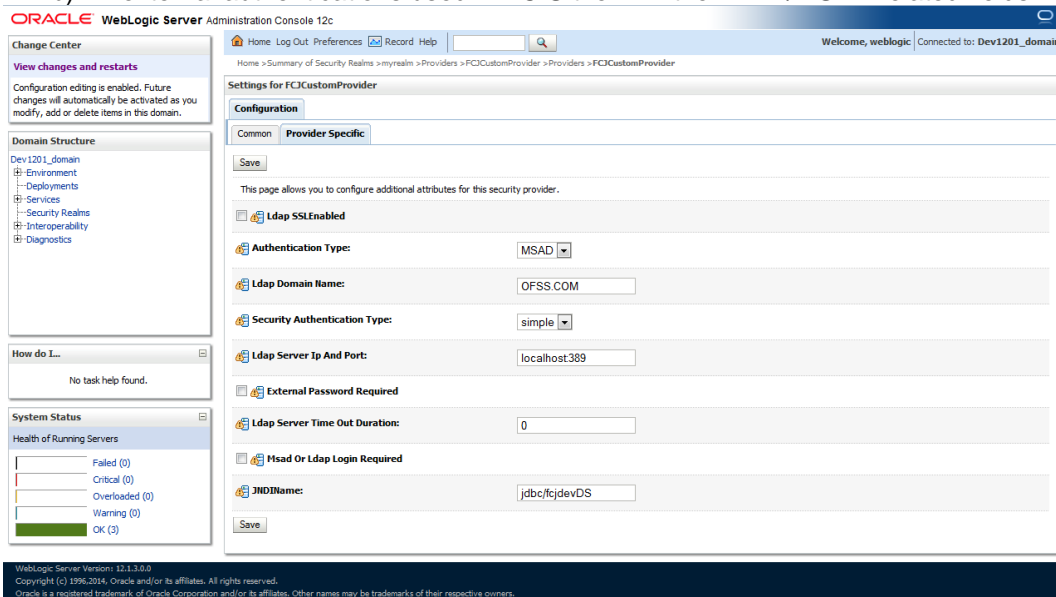 ORACLE WebLogic Server Administration Console 12c
Change Center
View changes and restarts
Configuration editing is enabled. Future
changes will automatically be activated as you
modify, add or delete items in this domain.
Domain Structure
Dev1201_domain
Environment
Deployments
Services
Security Realms
Interoperability
Diagnostics
How do I...
No task help found.
System Status
Health of Running Servers
Failed (0)
Critical (0)
Overloaded (0)
Warning (0)
OK (3)
Home Log Out Preferences Record Help
Welcome, weblogic Connected to: Dev1201_domain
Home >Summary of Security Realms >myrealm >Providers >FCJCustomProvider >Providers >FCJCustomProvider
Settings for FCJCustomProvider
Configuration
Common Provider Specific
Save
This page allows you to configure additional attributes for this security provider.
Ldap SSLEnabled
Authentication Type: MSAD
Ldap Domain Name: OFSS.COM
Security Authentication Type: simple
Ldap Server Ip And Port: localhost:389
External Password Required
Ldap Server Time Out Duration: 0
Msad Or Ldap Login Required
JNDIName: jdbc/fcjdevDS
Save
WebLogic Server Version: 12.1.3.0.0
Copyright (c) 1996,2014, Oracle and/or its affiliates. All rights reserved.
Oracle is a registered trademark of Oracle Corporation and/or its affiliates. Other names may be trademarks of their respective owners.